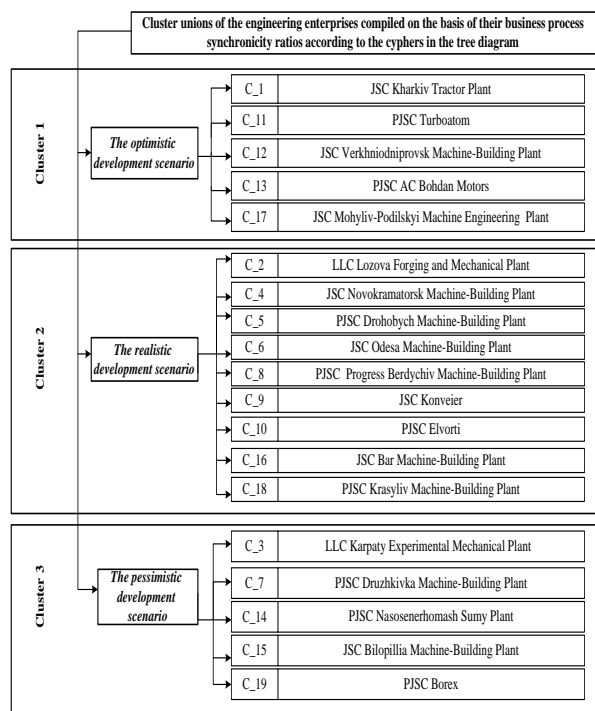 Cluster unions of the engineering enterprises compiled on the basis of their business process
synchronicity ratios according to the cyphers in the tree diagram
Cluster 1
The optimistic
development scenario
C_1 JSC Kharkiv Tractor Plant
C_11 PJSC Turboatom
C_12 JSC Verkhniodniprovsk Machine-Building Plant
C_13 PJSC AC Bohdan Motors
C_17 JSC Mohyliv-Podilskyi Machine Engineering Plant
Cluster 2
The realistic
development scenario
C_2 LLC Lozova Forging and Mechanical Plant
C_4 JSC Novokramatorsk Machine-Building Plant
C_5 PJSC Drohobych Machine-Building Plant
C_6 JSC Odesa Machine-Building Plant
C_8 PJSC Progress Berdychiv Machine-Building Plant
C_9 JSC Konveier
C_10 PJSC Elvorti
C_16 JSC Bar Machine-Building Plant
C_18 PJSC Krasyliv Machine-Building Plant
Cluster 3
The pessimistic
development
scenario
C_3 LLC Karpaty Experimental Mechanical Plant
C_7 PJSC Druzhkivka Machine-Building Plant
C_14 PJSC Nasosenerhomash Sumy Plant
C_15 JSC Bilopillia Machine-Building Plant
C_19 PJSC Borex